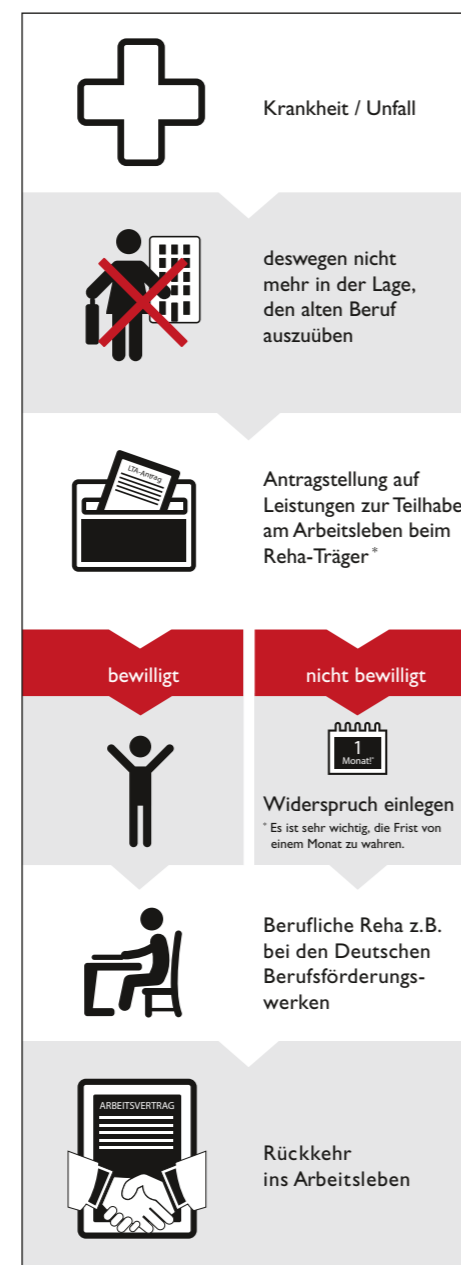 Krankheit / Unfall
deswegen nicht
mehr in der Lage,
den alten Beruf
auszuüben
LTA-Antrag
Antragstellung auf
Leistungen zur Teilhabe
am Arbeitsleben beim
Reha-Träger *
bewilligt
nicht bewilligt
1
Monat!*
Widerspruch einlegen
* Es ist sehr wichtig, die Frist von
einem Monat zu wahren.
Berufliche Reha z.B.
bei den Deutschen
Berufsförderungs-
werken
ARBEITSVERTRAG
Rückkehr
ins Arbeitsleben